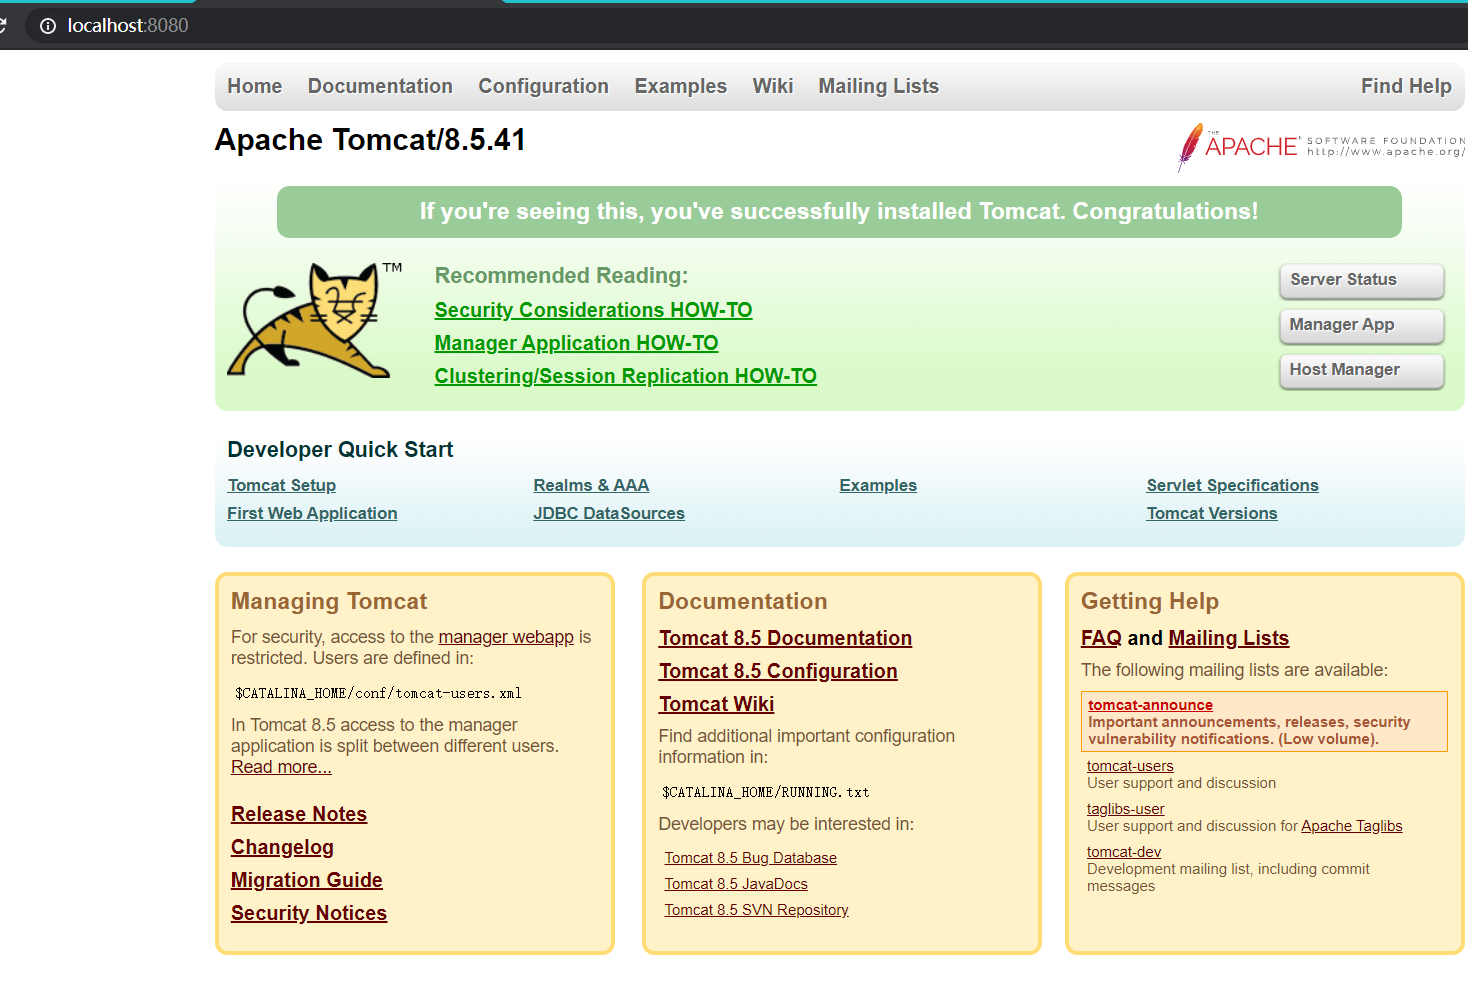 localhost:8080
Home Documentation Configuration Examples Wiki Mailing Lists Find Help
Apache Tomcat/8.5.41
THE APACHE® SOFTWARE FOUNDATION
http://www.apache.org/
If you're seeing this, you've successfully installed Tomcat. Congratulations!
TM
Recommended Reading:
Security Considerations HOW-TO
Manager Application HOW-TO
Clustering/Session Replication HOW-TO
Server Status
Manager App
Host Manager
Developer Quick Start
Tomcat Setup
First Web Application
Realms & AAA
JDBC DataSources
Examples
Servlet Specifications
Tomcat Versions
Managing Tomcat
For security, access to the manager webapp is
restricted. Users are defined in:
$CATALINA_HOME/conf/tomcat-users.xml
In Tomcat 8.5 access to the manager
application is split between different users.
Read more...
Release Notes
Changelog
Migration Guide
Security Notices
Documentation
Tomcat 8.5 Documentation
Tomcat 8.5 Configuration
Tomcat Wiki
Find additional important configuration
information in:
$CATALINA_HOME/RUNNING.txt
Developers may be interested in:
Tomcat 8.5 Bug Database
Tomcat 8.5 JavaDocs
Tomcat 8.5 SVN Repository
Getting Help
FAQ and Mailing Lists
The following mailing lists are available:
tomcat-announce
Important announcements, releases, security
vulnerability notifications. (Low volume).
tomcat-users
User support and discussion
taglibs-user
User support and discussion for Apache Taglibs
tomcat-dev
Development mailing list, including commit
messages